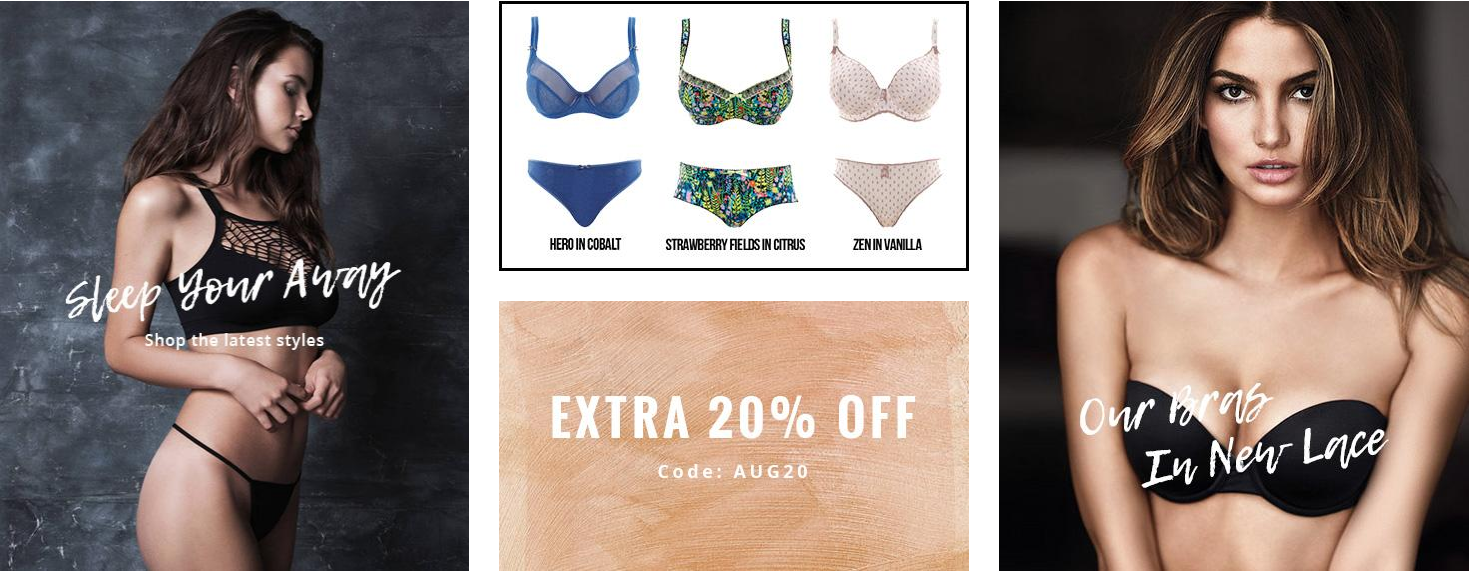 Sleep Your Away
Shop the latest styles
HERO IN COBALT
STRAWBERRY FIELDS IN CITRUS
ZEN IN VANILLA
EXTRA 20% OFF
Code: AUG20
Our Bras
In New Lace